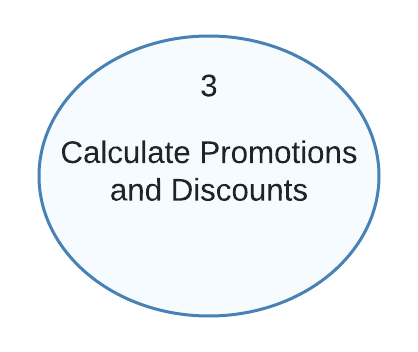 3
Calculate Promotions
and Discounts